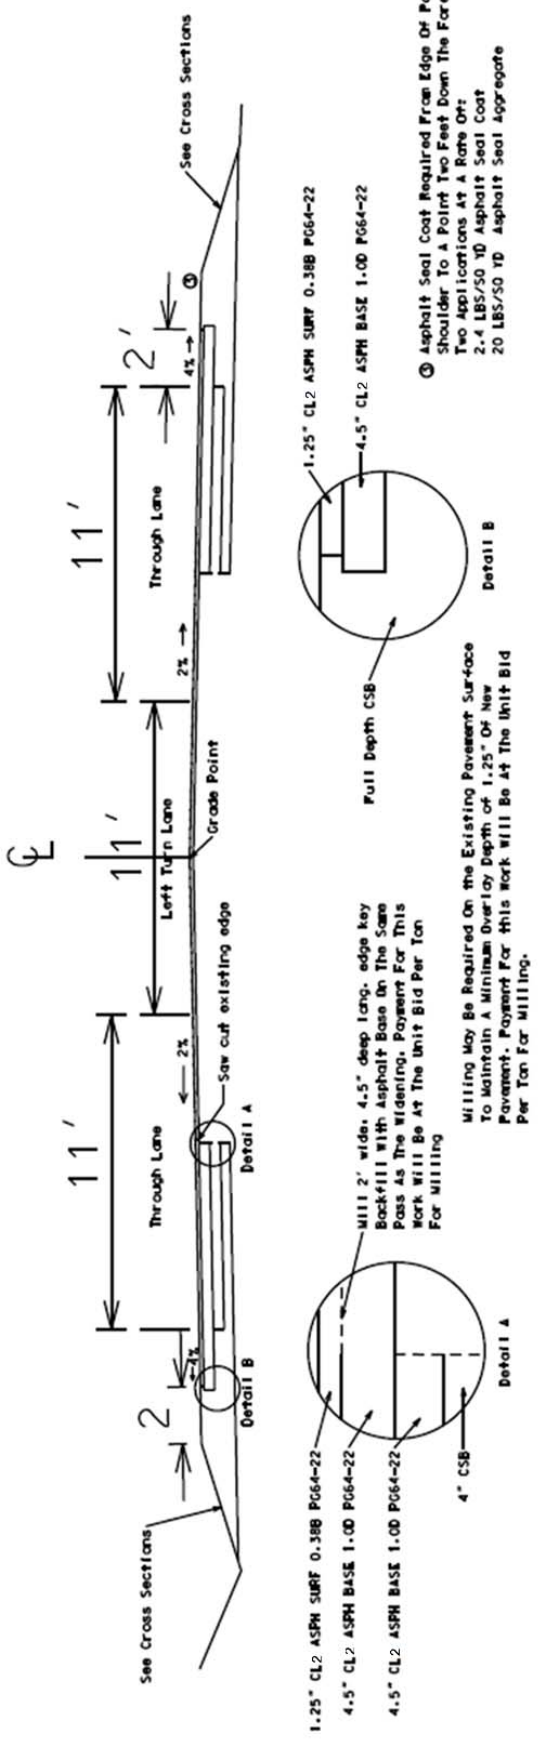 ℄
11'
11'
11'
2'
2
Through Lane
Left Turn Lane
Through Lane
← 2%
2% →
←4%
4% →
③
See Cross Sections
See Cross Sections
Grade Point
Saw cut existing edge
Detail B
Detail A
1.25" CL2 ASPH SURF 0.38B PG64-22
4.5" CL2 ASPH BASE 1.0D PG64-22
4.5" CL2 ASPH BASE 1.0D PG64-22
4" CSB
Detail A
Mill 2' wide, 4.5" deep long. edge key
Backfill With Asphalt Base On The Same
Pass As The Widening. Payment For This
Work Will Be At The Unit Bid Per Ton
For Milling
Milling May Be Required On the Existing Pavement Surface
To Maintain A Minimum Overlay Depth of 1.25" Of New
Pavement. Payment For this Work Will Be At The Unit Bid
Per Ton For Milling.
Full Depth CSB
1.25" CL2 ASPH SURF 0.38B PG64-22
4.5" CL2 ASPH BASE 1.0D PG64-22
Detail B
③ Asphalt Seal Coat Required From Edge Of
Shoulder To A Point Two Feet Down The
Two Applications At A Rate Of:
2.4 LBS/SQ YD Asphalt Seal Coat
20 LBS/SQ YD Asphalt Seal Aggregate